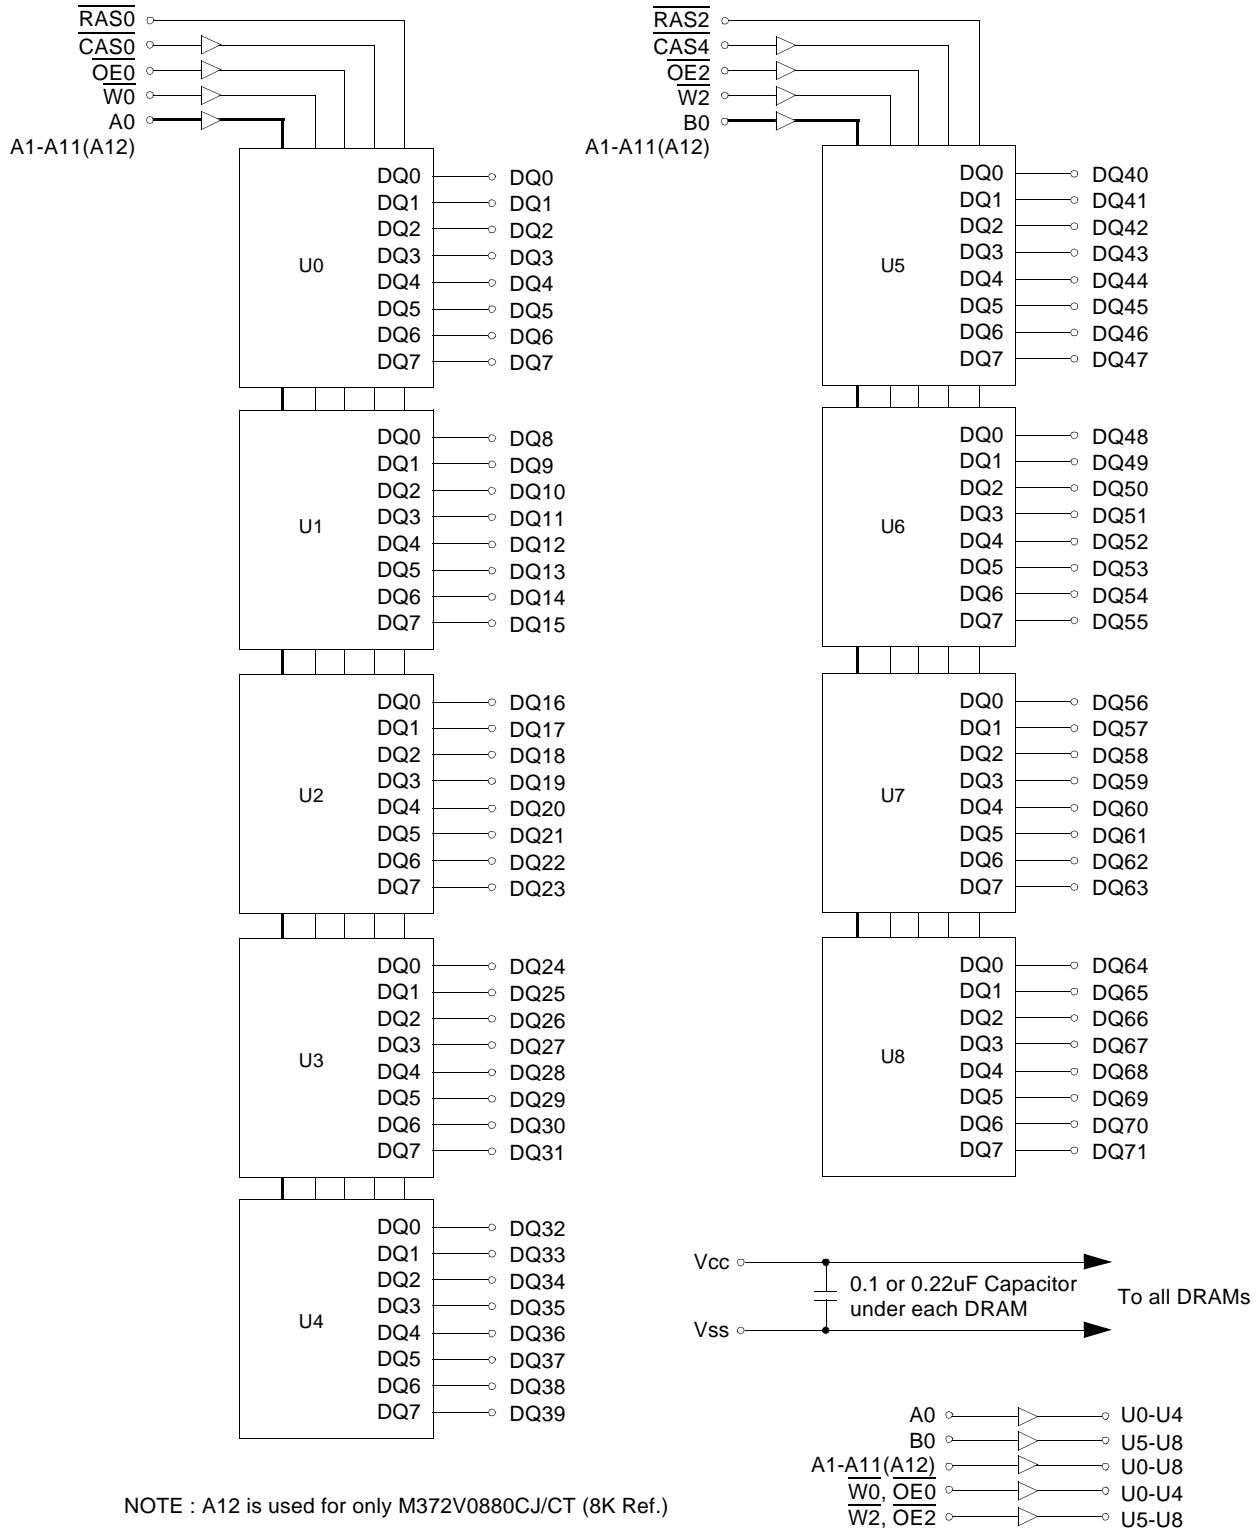 RAS0
CAS0
OE0
W0
A0
A1-A11(A12)
U0
DQ0 DQ0
DQ1 DQ1
DQ2 DQ2
DQ3 DQ3
DQ4 DQ4
DQ5 DQ5
DQ6 DQ6
DQ7 DQ7
U1
DQ0 DQ8
DQ1 DQ9
DQ2 DQ10
DQ3 DQ11
DQ4 DQ12
DQ5 DQ13
DQ6 DQ14
DQ7 DQ15
U2
DQ0 DQ16
DQ1 DQ17
DQ2 DQ18
DQ3 DQ19
DQ4 DQ20
DQ5 DQ21
DQ6 DQ22
DQ7 DQ23
U3
DQ0 DQ24
DQ1 DQ25
DQ2 DQ26
DQ3 DQ27
DQ4 DQ28
DQ5 DQ29
DQ6 DQ30
DQ7 DQ31
U4
DQ0 DQ32
DQ1 DQ33
DQ2 DQ34
DQ3 DQ35
DQ4 DQ36
DQ5 DQ37
DQ6 DQ38
DQ7 DQ39
RAS2
CAS4
OE2
W2
B0
A1-A11(A12)
U5
DQ0 DQ40
DQ1 DQ41
DQ2 DQ42
DQ3 DQ43
DQ4 DQ44
DQ5 DQ45
DQ6 DQ46
DQ7 DQ47
U6
DQ0 DQ48
DQ1 DQ49
DQ2 DQ50
DQ3 DQ51
DQ4 DQ52
DQ5 DQ53
DQ6 DQ54
DQ7 DQ55
U7
DQ0 DQ56
DQ1 DQ57
DQ2 DQ58
DQ3 DQ59
DQ4 DQ60
DQ5 DQ61
DQ6 DQ62
DQ7 DQ63
U8
DQ0 DQ64
DQ1 DQ65
DQ2 DQ66
DQ3 DQ67
DQ4 DQ68
DQ5 DQ69
DQ6 DQ70
DQ7 DQ71
Vcc
0.1 or 0.22uF Capacitor
under each DRAM
To all DRAMs
Vss
A0 U0-U4
B0 U5-U8
A1-A11(A12) U0-U8
W0, OE0 U0-U4
W2, OE2 U5-U8
NOTE : A12 is used for only M372V0880CJ/CT (8K Ref.)